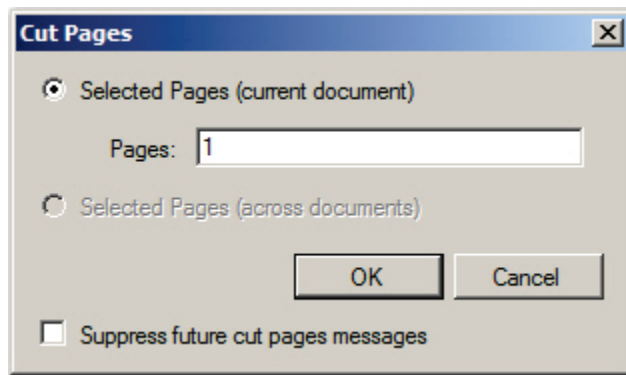 Cut Pages
Selected Pages (current document)
Pages: 1
Selected Pages (across documents)
OK Cancel
Suppress future cut pages messages